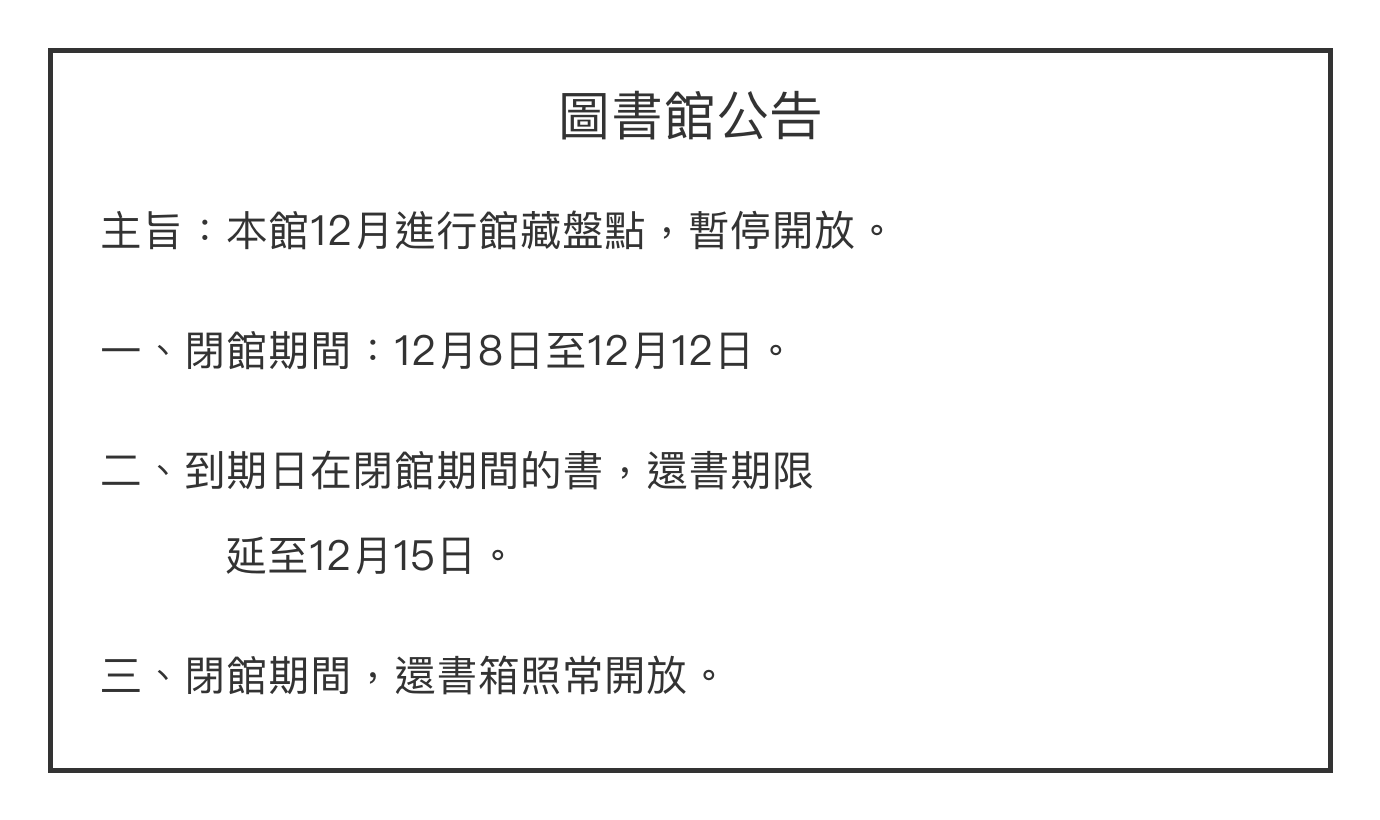 圖書館公告
主旨：本館12月進行館藏盤點，暫停開放。
一、閉館期間：12月8日至12月12日。
二、到期日在閉館期間的書，還書期限
延至12月15日。
三、閉館期間，還書箱照常開放。